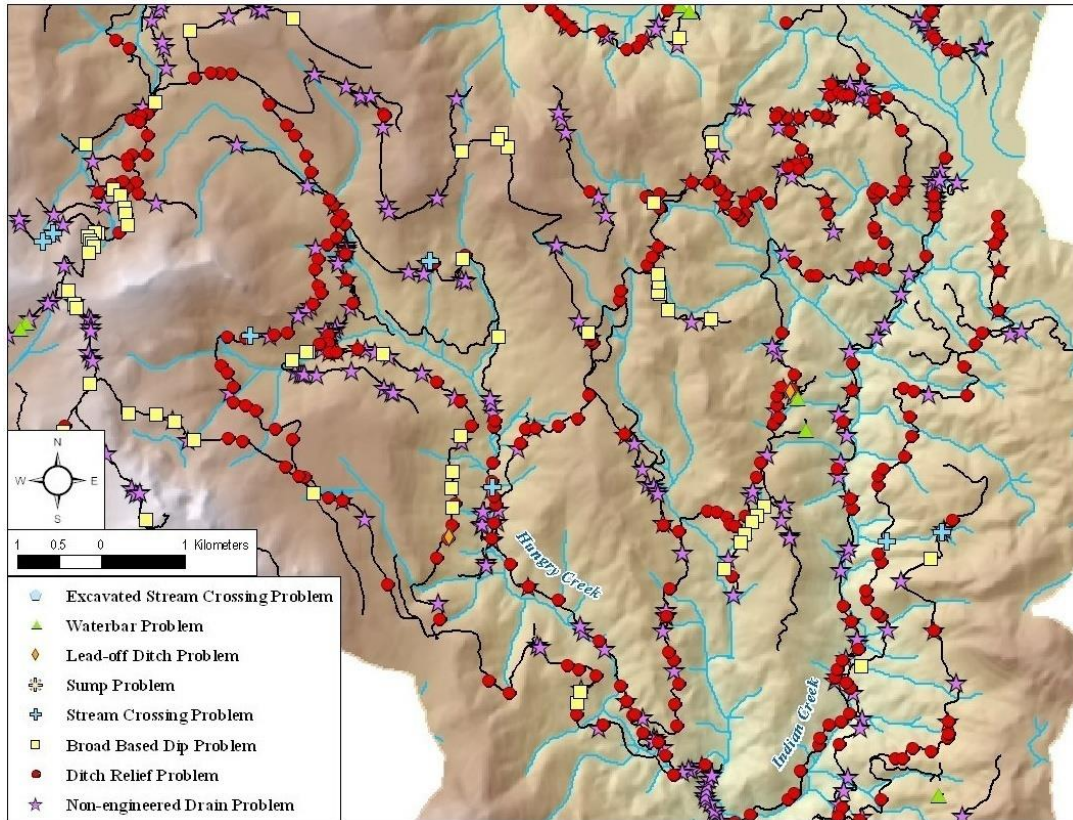 Hungry Creek
Indian Creek
N
W E
S
1 0.5 0 1 Kilometers
Excavated Stream Crossing Problem
Waterbar Problem
Lead-off Ditch Problem
Sump Problem
Stream Crossing Problem
Broad Based Dip Problem
Ditch Relief Problem
Non-engineered Drain Problem